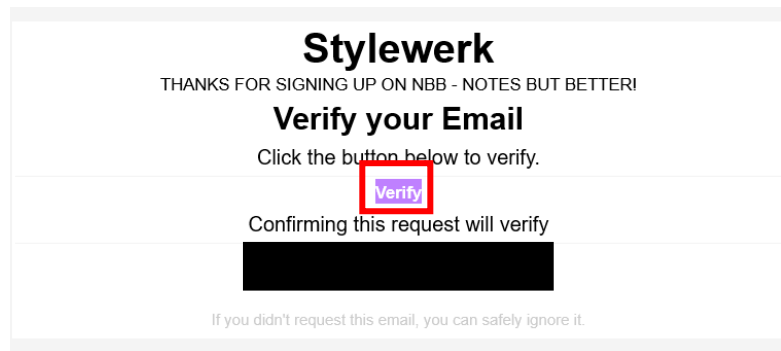 Stylewerk
THANKS FOR SIGNING UP ON NBB - NOTES BUT BETTER!
Verify your Email
Click the button below to verify.
Verify
Confirming this request will verify
If you didn't request this email, you can safely ignore it.